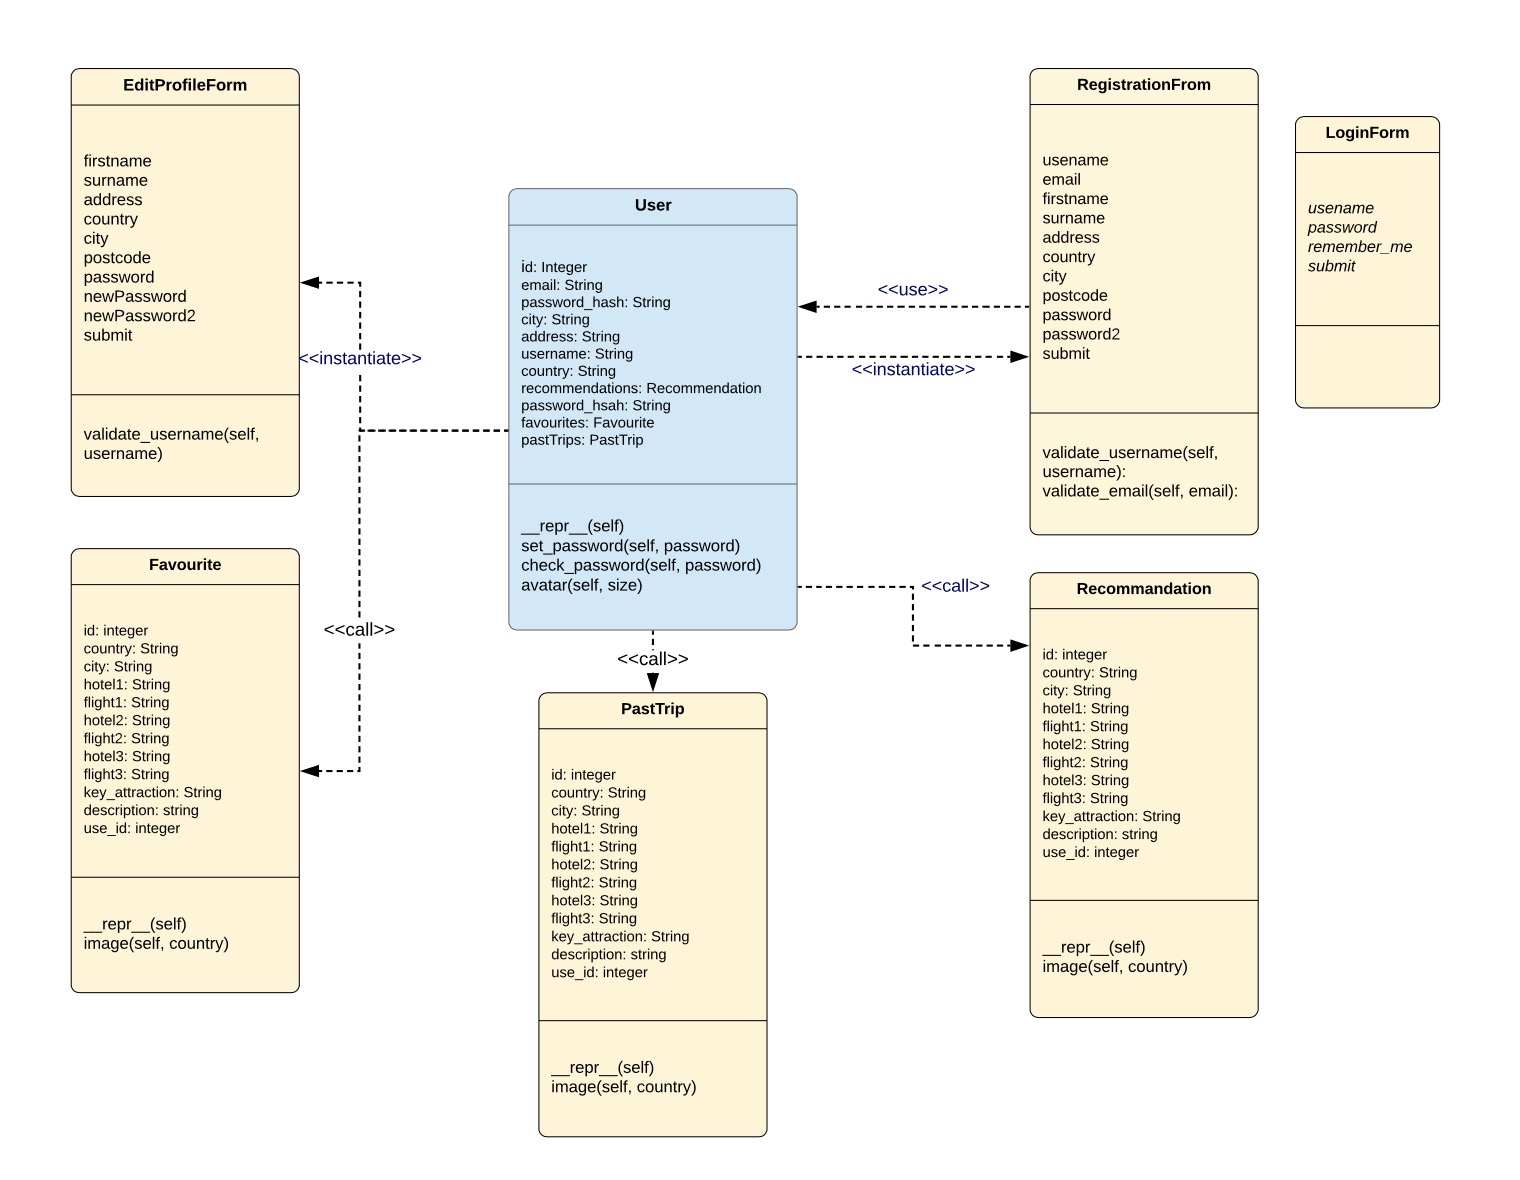 EditProfileForm
firstname
surname
address
country
city
postcode
password
newPassword
newPassword2
submit
validate_username(self,
username)
<<instantiate>>
Favourite
id: integer
country: String
city: String
hotel1: String
flight1: String
hotel2: String
flight2: String
hotel3: String
flight3: String
key_attraction: String
description: string
use_id: integer
__repr__(self)
image(self, country)
<<call>>
User
id: Integer
email: String
password_hash: String
city: String
address: String
username: String
country: String
recommendations: Recommendation
password_hsah: String
favourites: Favourite
pastTrips: PastTrip
__repr__(self)
set_password(self, password)
check_password(self, password)
avatar(self, size)
<<call>>
PastTrip
id: integer
country: String
city: String
hotel1: String
flight1: String
hotel2: String
flight2: String
hotel3: String
flight3: String
key_attraction: String
description: string
use_id: integer
__repr__(self)
image(self, country)
<<use>>
<<instantiate>>
<<call>>
RegistrationFrom
usename
email
firstname
surname
address
country
city
postcode
password
password2
submit
validate_username(self,
username):
validate_email(self, email):
Recommandation
id: integer
country: String
city: String
hotel1: String
flight1: String
hotel2: String
flight2: String
hotel3: String
flight3: String
key_attraction: String
description: string
use_id: integer
__repr__(self)
image(self, country)
LoginForm
usename
password
remember_me
submit